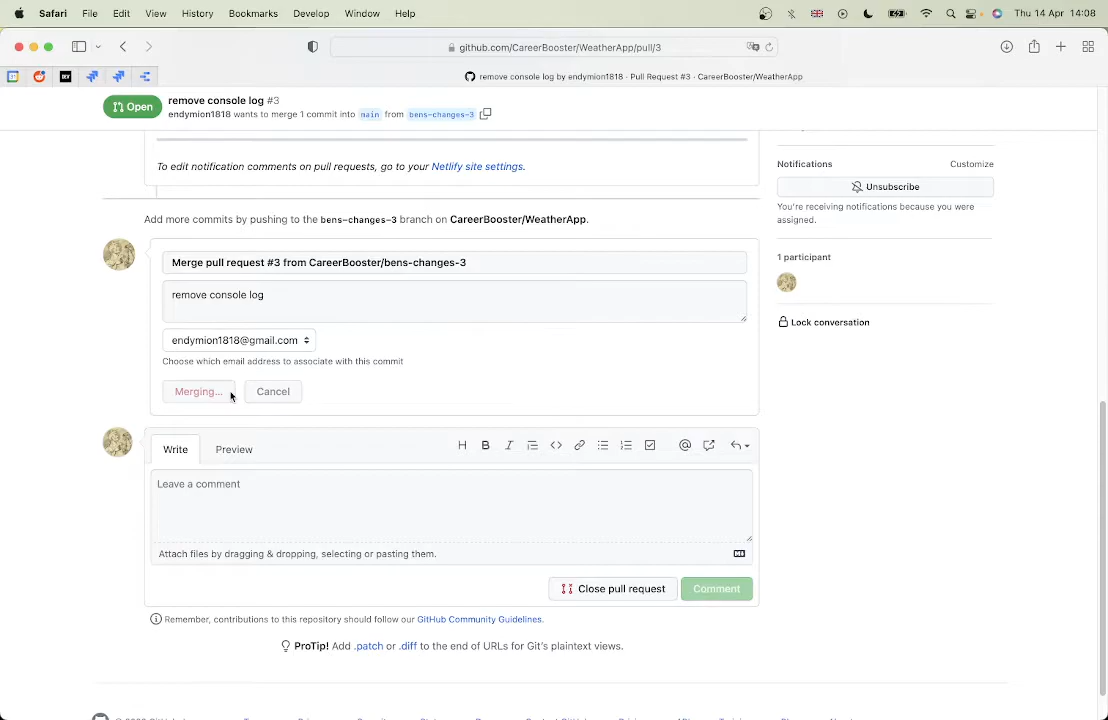 Safari File Edit View History Bookmarks Develop Window Help Thu 14 Apr 14:08
github.com/CareerBooster/WeatherApp/pull/3
remove console log by endymion1818 · Pull Request #3 · CareerBooster/WeatherApp
Open
remove console log #3
endymion1818 wants to merge 1 commit into main from bens-changes-3
To edit notification comments on pull requests, go to your Netlify site settings.
Notifications Customize
Unsubscribe
You're receiving notifications because you were
assigned.
Add more commits by pushing to the bens-changes-3 branch on CareerBooster/WeatherApp.
Merge pull request #3 from CareerBooster/bens-changes-3
1 participant
remove console log
Lock conversation
endymion1818@gmail.com
Choose which email address to associate with this commit
Merging... Cancel
Write Preview
Leave a comment
Attach files by dragging & dropping, selecting or pasting them.
Close pull request Comment
Remember, contributions to this repository should follow our GitHub Community Guidelines.
ProTip! Add .patch or .diff to the end of URLs for Git's plaintext views.